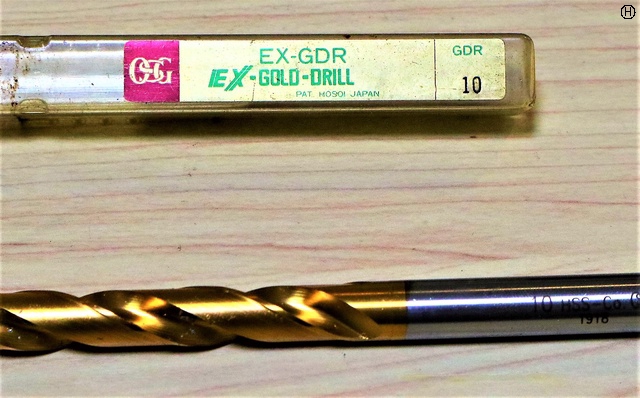 H
OSG
EX-GDR
EX-GOLD-DRILL
PAT. HOSOI JAPAN
GDR
10
10 HSS-Co
1918